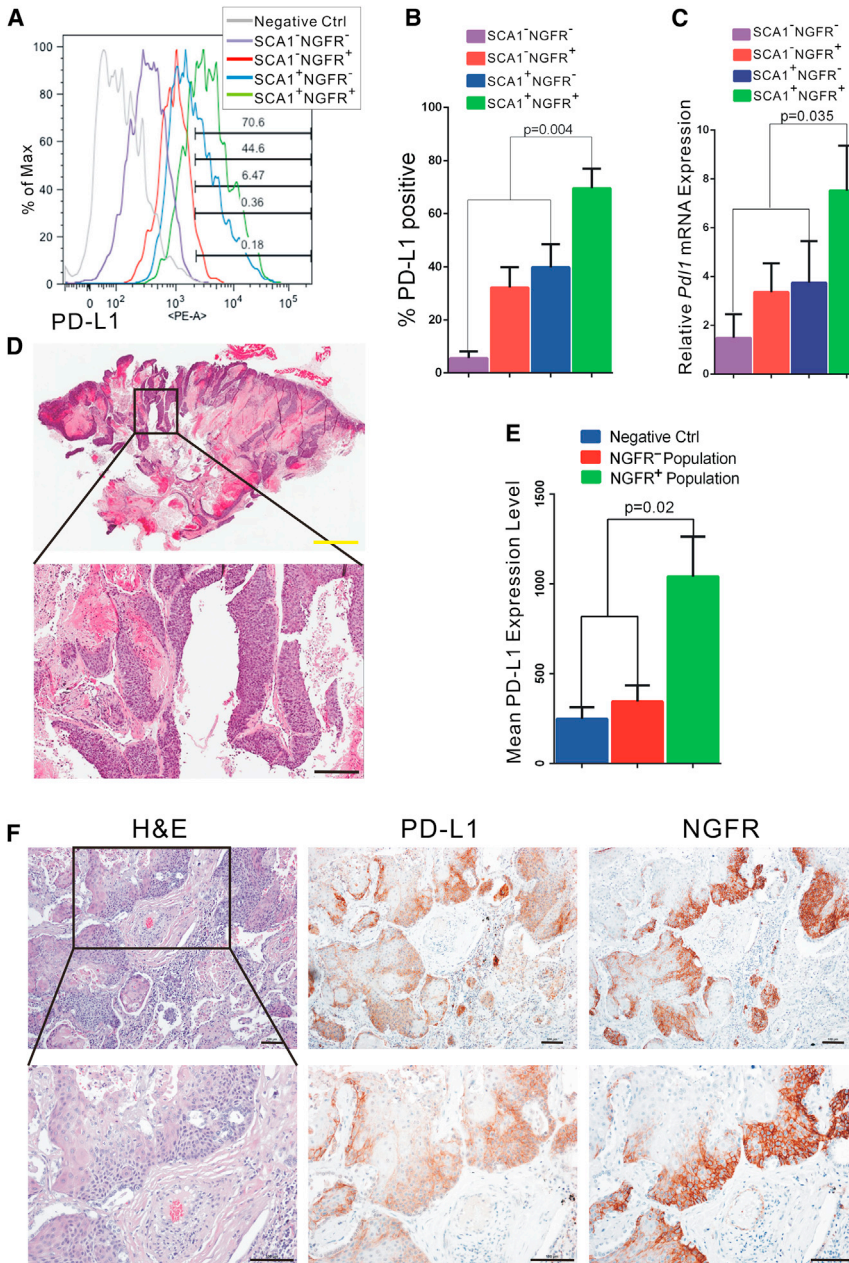 A
Negative Ctrl
SCA1⁻NGFR⁻
SCA1⁻NGFR⁺
SCA1⁺NGFR⁻
SCA1⁺NGFR⁺
100
80
60
40
20
0
% of Max
70.6
44.6
6.47
0.36
0.18
0
10²
10³
10⁴
10⁵
PD-L1
<PE-A>
B
SCA1⁻NGFR⁻
SCA1⁻NGFR⁺
SCA1⁺NGFR⁻
SCA1⁺NGFR⁺
% PD-L1 positive
100
80
60
40
20
0
p=0.004
C
SCA1⁻NGFR⁻
SCA1⁻NGFR⁺
SCA1⁺NGFR⁻
SCA1⁺NGFR⁺
Relative Pdl1 mRNA Expression
10
8
6
4
2
0
p=0.035
D
E
Negative Ctrl
NGFR⁻ Population
NGFR⁺ Population
Mean PD-L1 Expression Level
1500
1000
500
0
p=0.02
F
H&E
PD-L1
NGFR